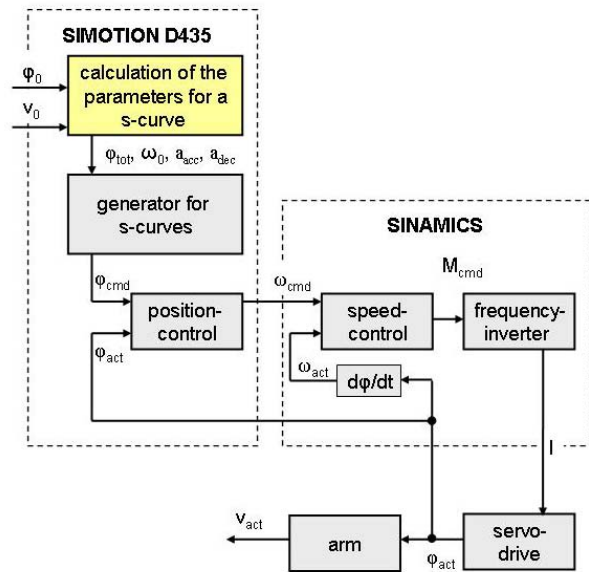 SIMOTION D435
φ₀
v₀
calculation of the
parameters for a
s-curve
φtot, ω₀, aacc, adec
generator for
s-curves
φcmd
position-
control
φact
SINAMICS
ωcmd
Mcmd
speed-
control
frequency-
inverter
ωact
dφ/dt
I
vact
arm
φact
servo-
drive